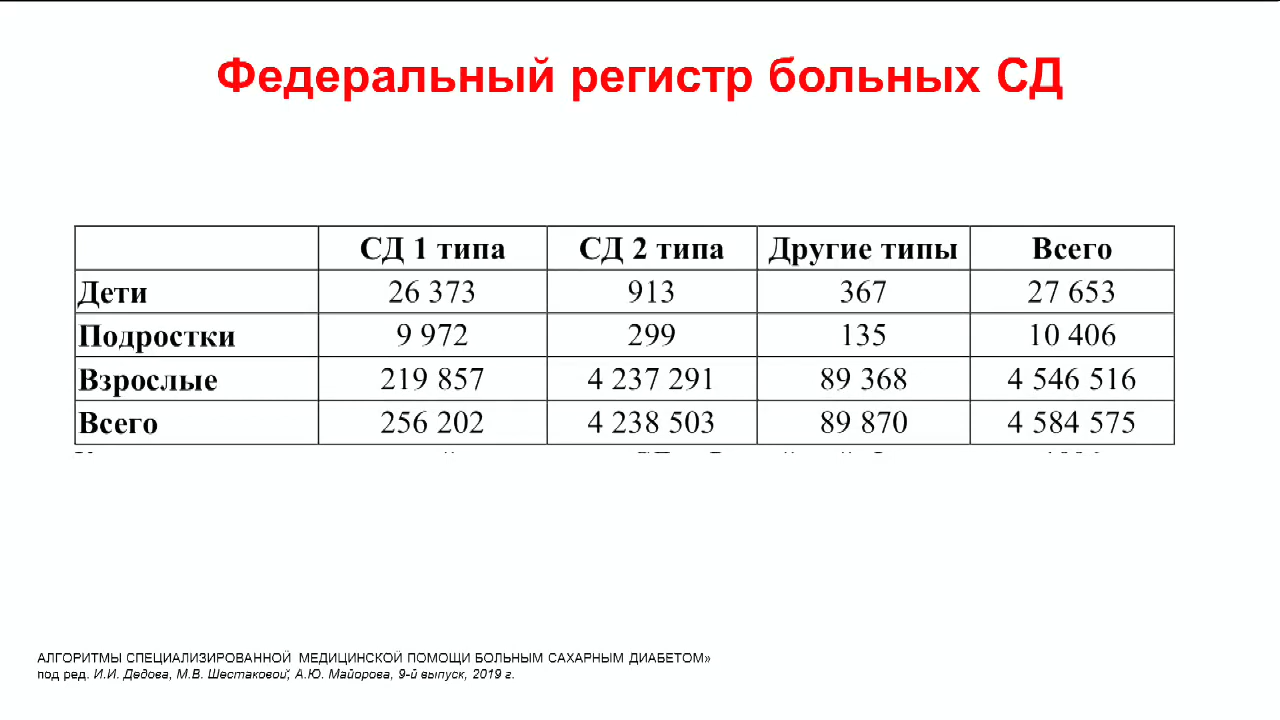 Федеральный регистр больных СД
СД 1 типа СД 2 типа Другие типы Всего
Дети 26 373 913 367 27 653
Подростки 9 972 299 135 10 406
Взрослые 219 857 4 237 291 89 368 4 546 516
Всего 256 202 4 238 503 89 870 4 584 575
АЛГОРИТМЫ СПЕЦИАЛИЗИРОВАННОЙ МЕДИЦИНСКОЙ ПОМОЩИ БОЛЬНЫМ САХАРНЫМ ДИАБЕТОМ»
под ред. И.И. Дедова, М.В. Шестаковой, А.Ю. Майорова, 9-й выпуск, 2019 г.